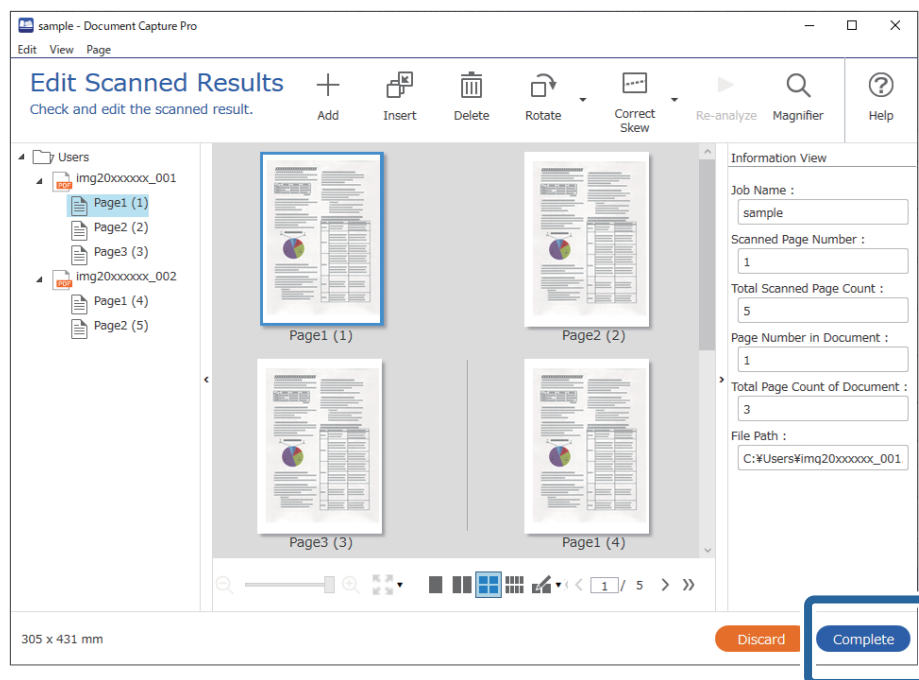 sample - Document Capture Pro
Edit View Page
Edit Scanned Results
Check and edit the scanned result.
Add
Insert
Delete
Rotate
Correct
Skew
Re-analyze
Magnifier
Help
Users
PDF
img20xxxxxx_001
Page1 (1)
Page2 (2)
Page3 (3)
PDF
img20xxxxxx_002
Page1 (4)
Page2 (5)
Page1 (1)
Page2 (2)
Page3 (3)
Page1 (4)
1 / 5
Information View
Job Name :
sample
Scanned Page Number :
1
Total Scanned Page Count :
5
Page Number in Document :
1
Total Page Count of Document :
3
File Path :
C:¥Users¥img20xxxxxx_001.
305 x 431 mm
Discard
Complete